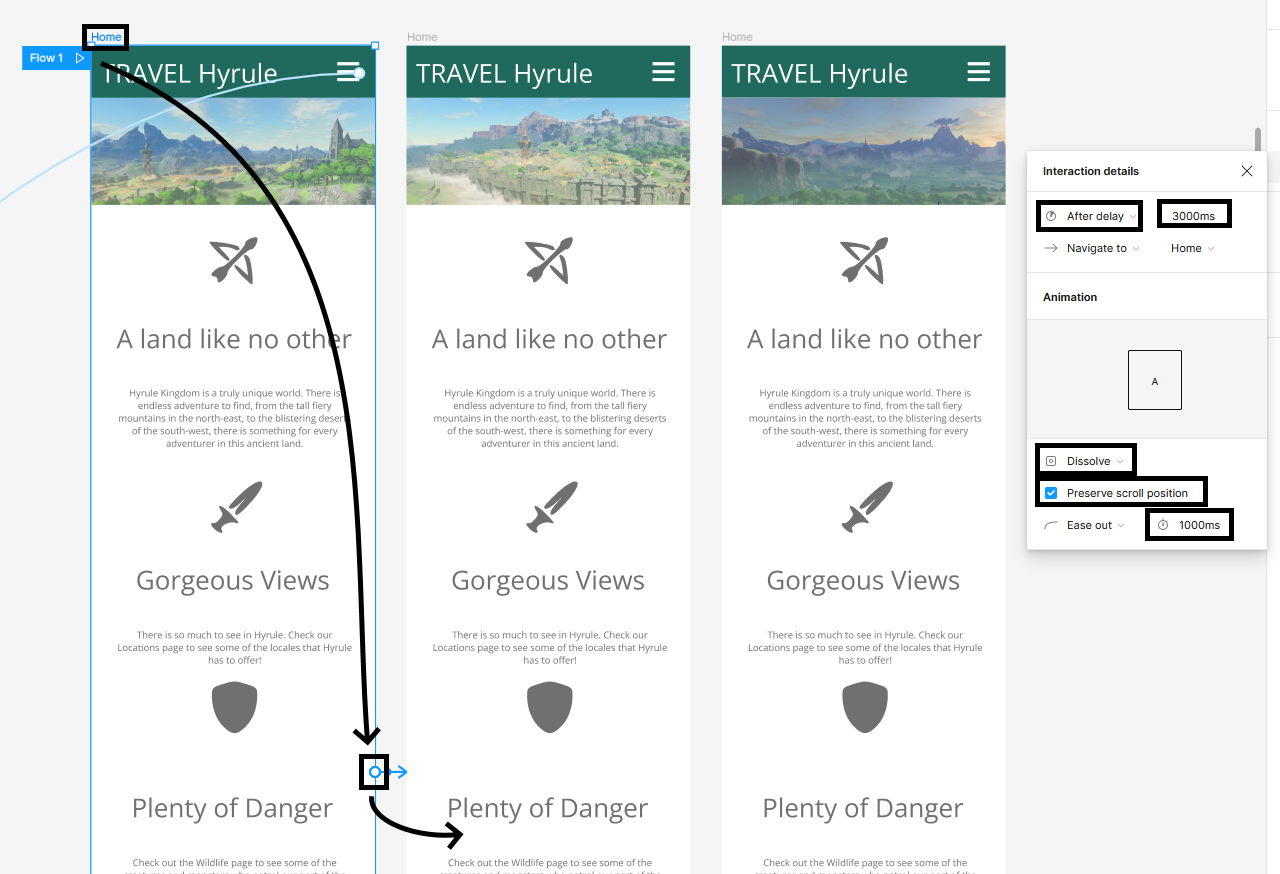 Home
Home
Home
Flow 1
TRAVEL Hyrule
TRAVEL Hyrule
TRAVEL Hyrule
A land like no other
Hyrule Kingdom is a truly unique world. There is
endless adventure to find, from the tall fiery
mountains in the north-east, to the blistering deserts
of the south-west, there is something for every
adventurer in this ancient land.
Gorgeous Views
There is so much to see in Hyrule. Check our
Locations page to see some of the locales that Hyrule
has to offer!
Plenty of Danger
Check out the Wildlife page to see some of the
A land like no other
Hyrule Kingdom is a truly unique world. There is
endless adventure to find, from the tall fiery
mountains in the north-east, to the blistering deserts
of the south-west, there is something for every
adventurer in this ancient land.
Gorgeous Views
There is so much to see in Hyrule. Check our
Locations page to see some of the locales that Hyrule
has to offer!
Plenty of Danger
Check out the Wildlife page to see some of the
A land like no other
Hyrule Kingdom is a truly unique world. There is
endless adventure to find, from the tall fiery
mountains in the north-east, to the blistering deserts
of the south-west, there is something for every
adventurer in this ancient land.
Gorgeous Views
There is so much to see in Hyrule. Check our
Locations page to see some of the locales that Hyrule
has to offer!
Plenty of Danger
Check out the Wildlife page to see some of the
Interaction details
After delay 3000ms
Navigate to Home
Animation
A
Dissolve
Preserve scroll position
Ease out 1000ms